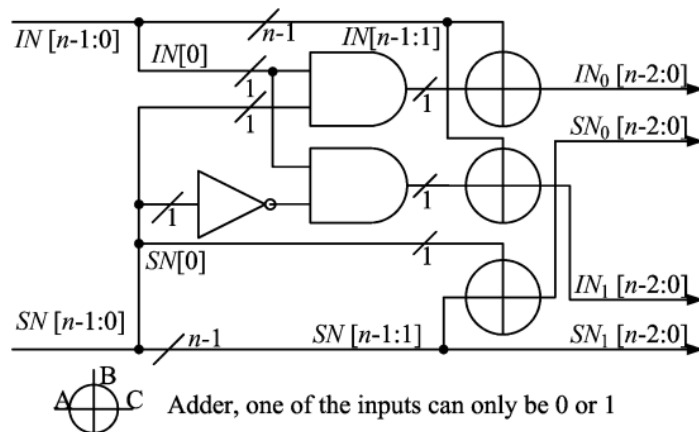 IN [n-1:0]
n-1
IN[n-1:1]
IN[0]
1
1
1
IN₀ [n-2:0]
SN₀ [n-2:0]
1
1
SN[0]
1
IN₁ [n-2:0]
SN [n-1:0]
n-1
SN [n-1:1]
SN₁ [n-2:0]
B
A
C
Adder, one of the inputs can only be 0 or 1